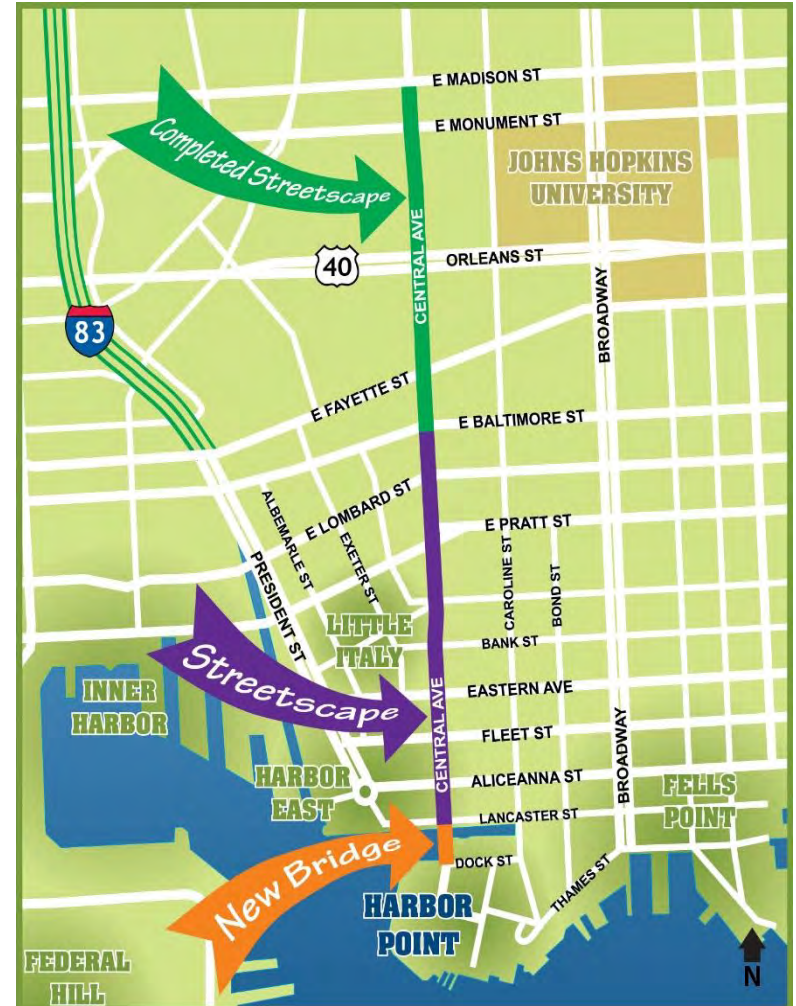 E MADISON ST
E MONUMENT ST
Completed Streetscape
JOHNS HOPKINS
UNIVERSITY
CENTRAL AVE
ORLEANS ST
40
BROADWAY
83
E FAYETTE ST
E BALTIMORE ST
E LOMBARD ST
ALBEMARLE ST
EXETER ST
E PRATT ST
PRESIDENT ST
CAROLINE ST
BOND ST
LITTLE
ITALY
BANK ST
Streetscape
INNER
HARBOR
EASTERN AVE
CENTRAL AVE
FLEET ST
BROADWAY
HARBOR
EAST
ALICEANNA ST
FELLS
POINT
LANCASTER ST
New Bridge
DOCK ST
THAMES ST
HARBOR
POINT
FEDERAL
HILL
N